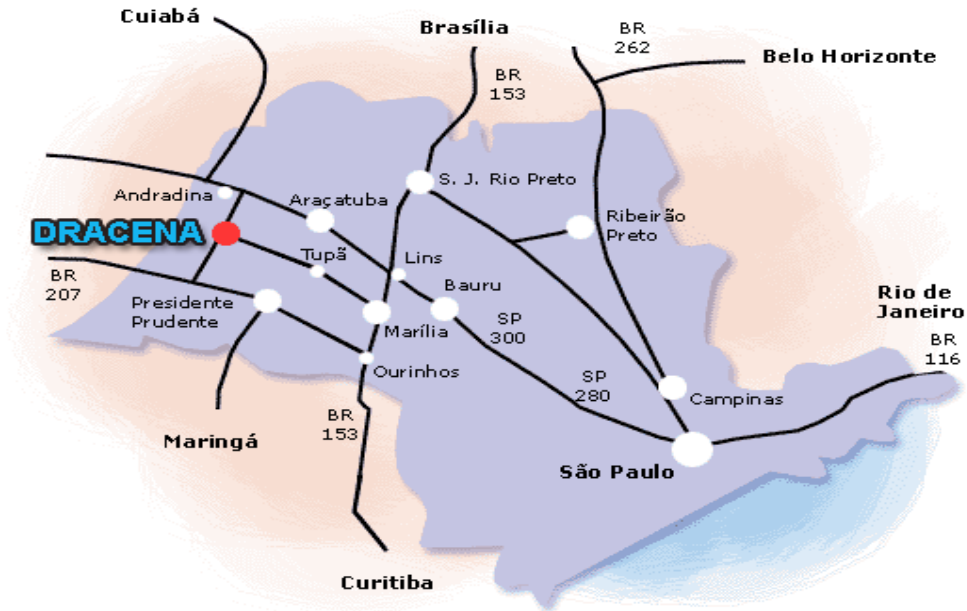 Cuiabá
Brasília
BR
262
Belo Horizonte
BR
153
Andradina
Araçatuba
S. J. Rio Preto
Ribeirão
Preto
DRACENA
Tupã
Lins
BR
207
Bauru
Presidente
Prudente
Marília
SP
300
Rio de
Janeiro
BR
116
Ourinhos
SP
280
Campinas
BR
153
Maringá
São Paulo
Curitiba